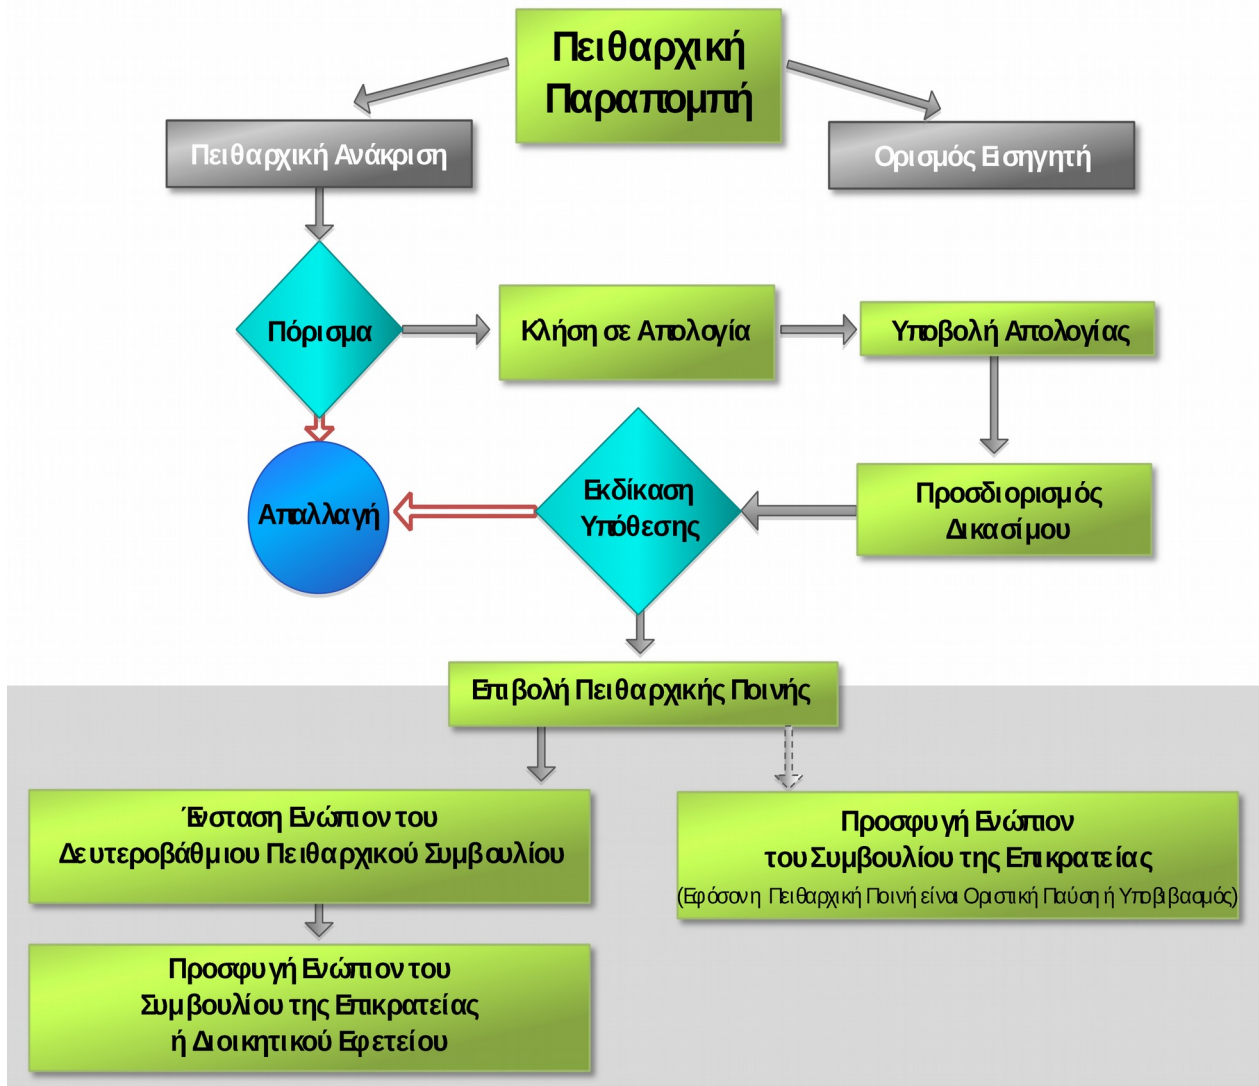 Πειθαρχική
Παραπομπή
Πειθαρχική Ανάκριση
Ορισμός Εισηγητή
Πόρισμα
Κλήση σε Απολογία
Υποβολή Απολογίας
Απαλλαγή
Εκδίκαση
Υπόθεσης
Προσδιορισμός
Δικασίμου
Επιβολή Πειθαρχικής Ποινής
Ένσταση Ενώπιον του
Δευτεροβάθμιου Πειθαρχικού Συμβουλίου
Προσφυγή Ενώπιον
του Συμβουλίου της Επικρατείας
(Εφόσον η Πειθαρχική Ποινή είναι Οριστική Παύση ή Υποβιβασμός)
Προσφυγή Ενώπιον του
Συμβουλίου της Επικρατείας
ή Διοικητικού Εφετείου